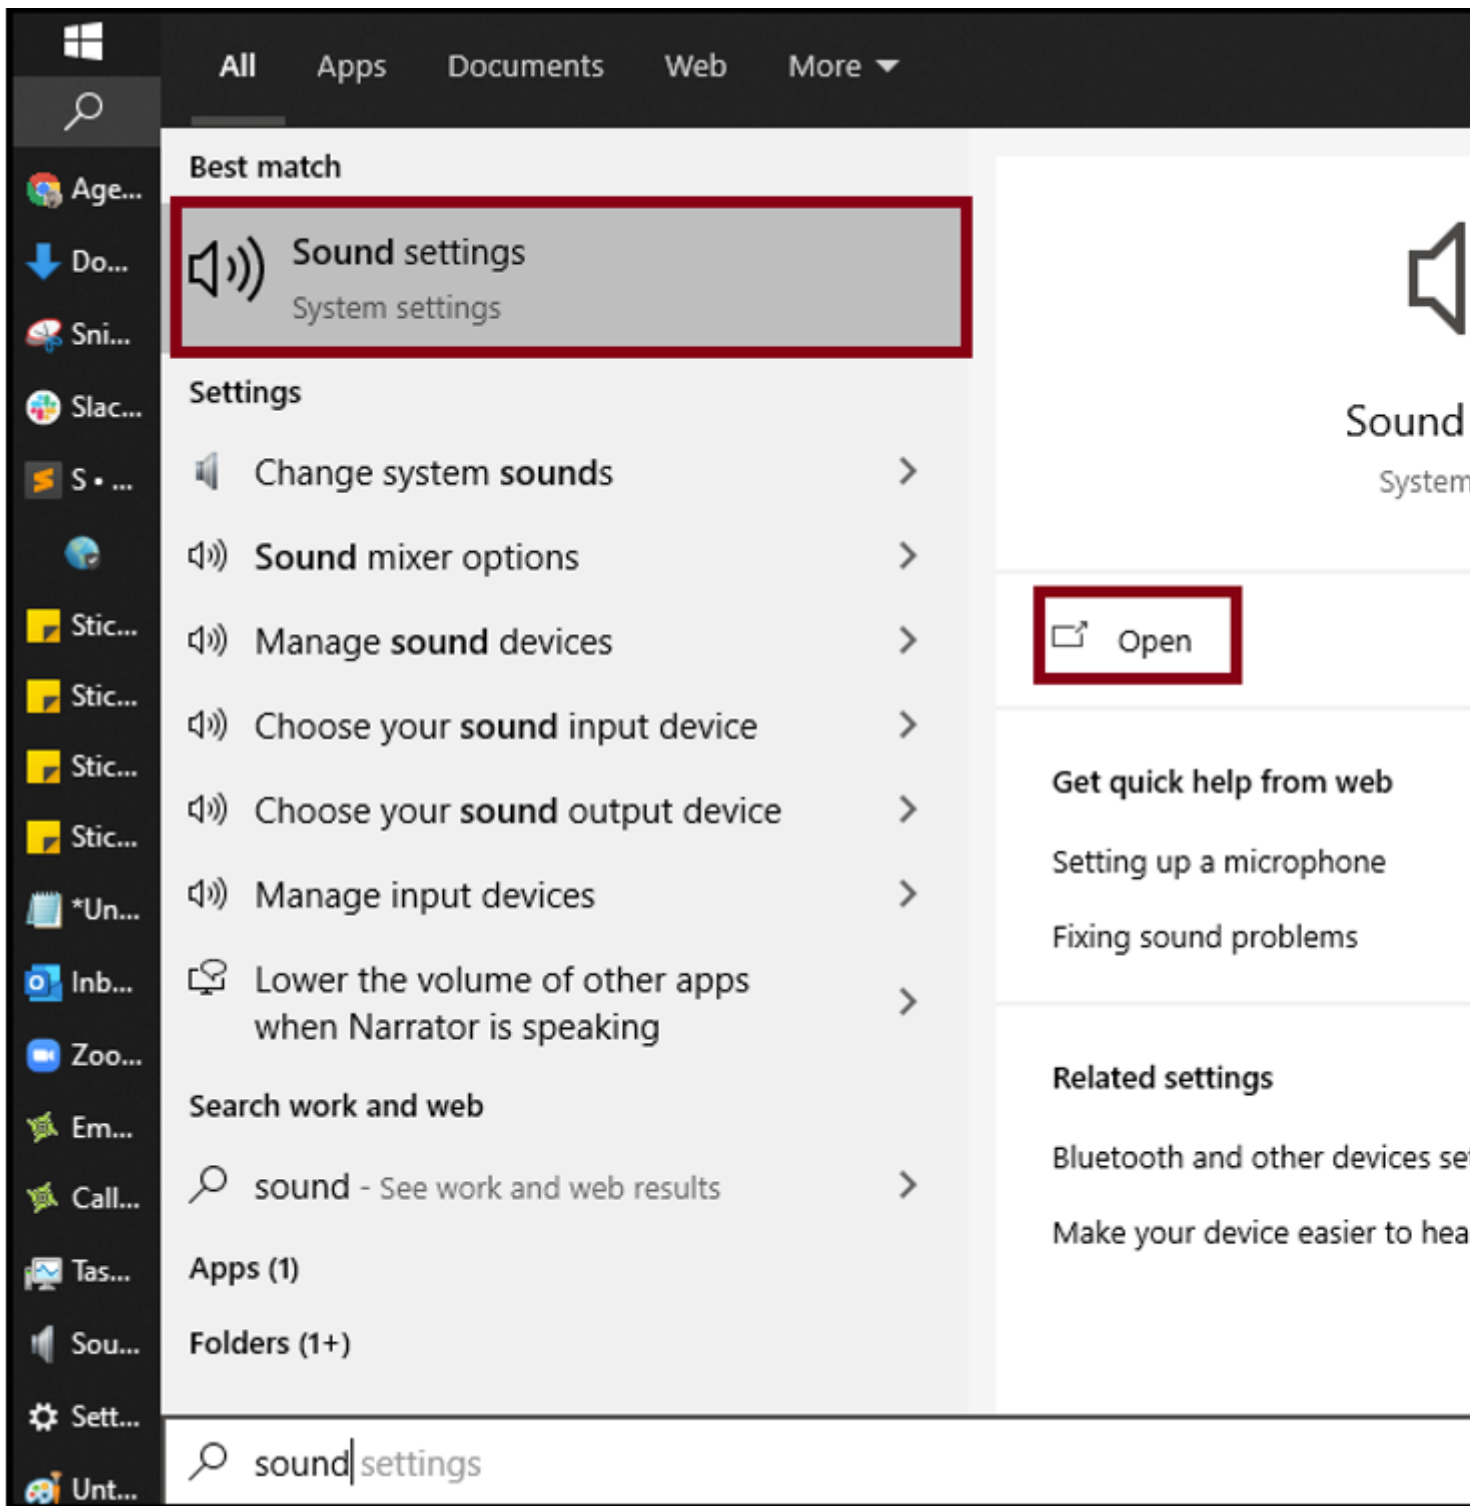 All Apps Documents Web More
Age...
Do...
Sni...
Slac...
S • ...
Stic...
Stic...
Stic...
Stic...
*Un...
Inb...
Zoo...
Em...
Call...
Tas...
Sou...
Sett...
Unt...
Best match
Sound settings
System settings
Settings
Change system sounds
Sound mixer options
Manage sound devices
Choose your sound input device
Choose your sound output device
Manage input devices
Lower the volume of other apps
when Narrator is speaking
Search work and web
sound - See work and web results
Apps (1)
Folders (1+)
sound settings
Sound
System
Open
Get quick help from web
Setting up a microphone
Fixing sound problems
Related settings
Bluetooth and other devices se
Make your device easier to hea